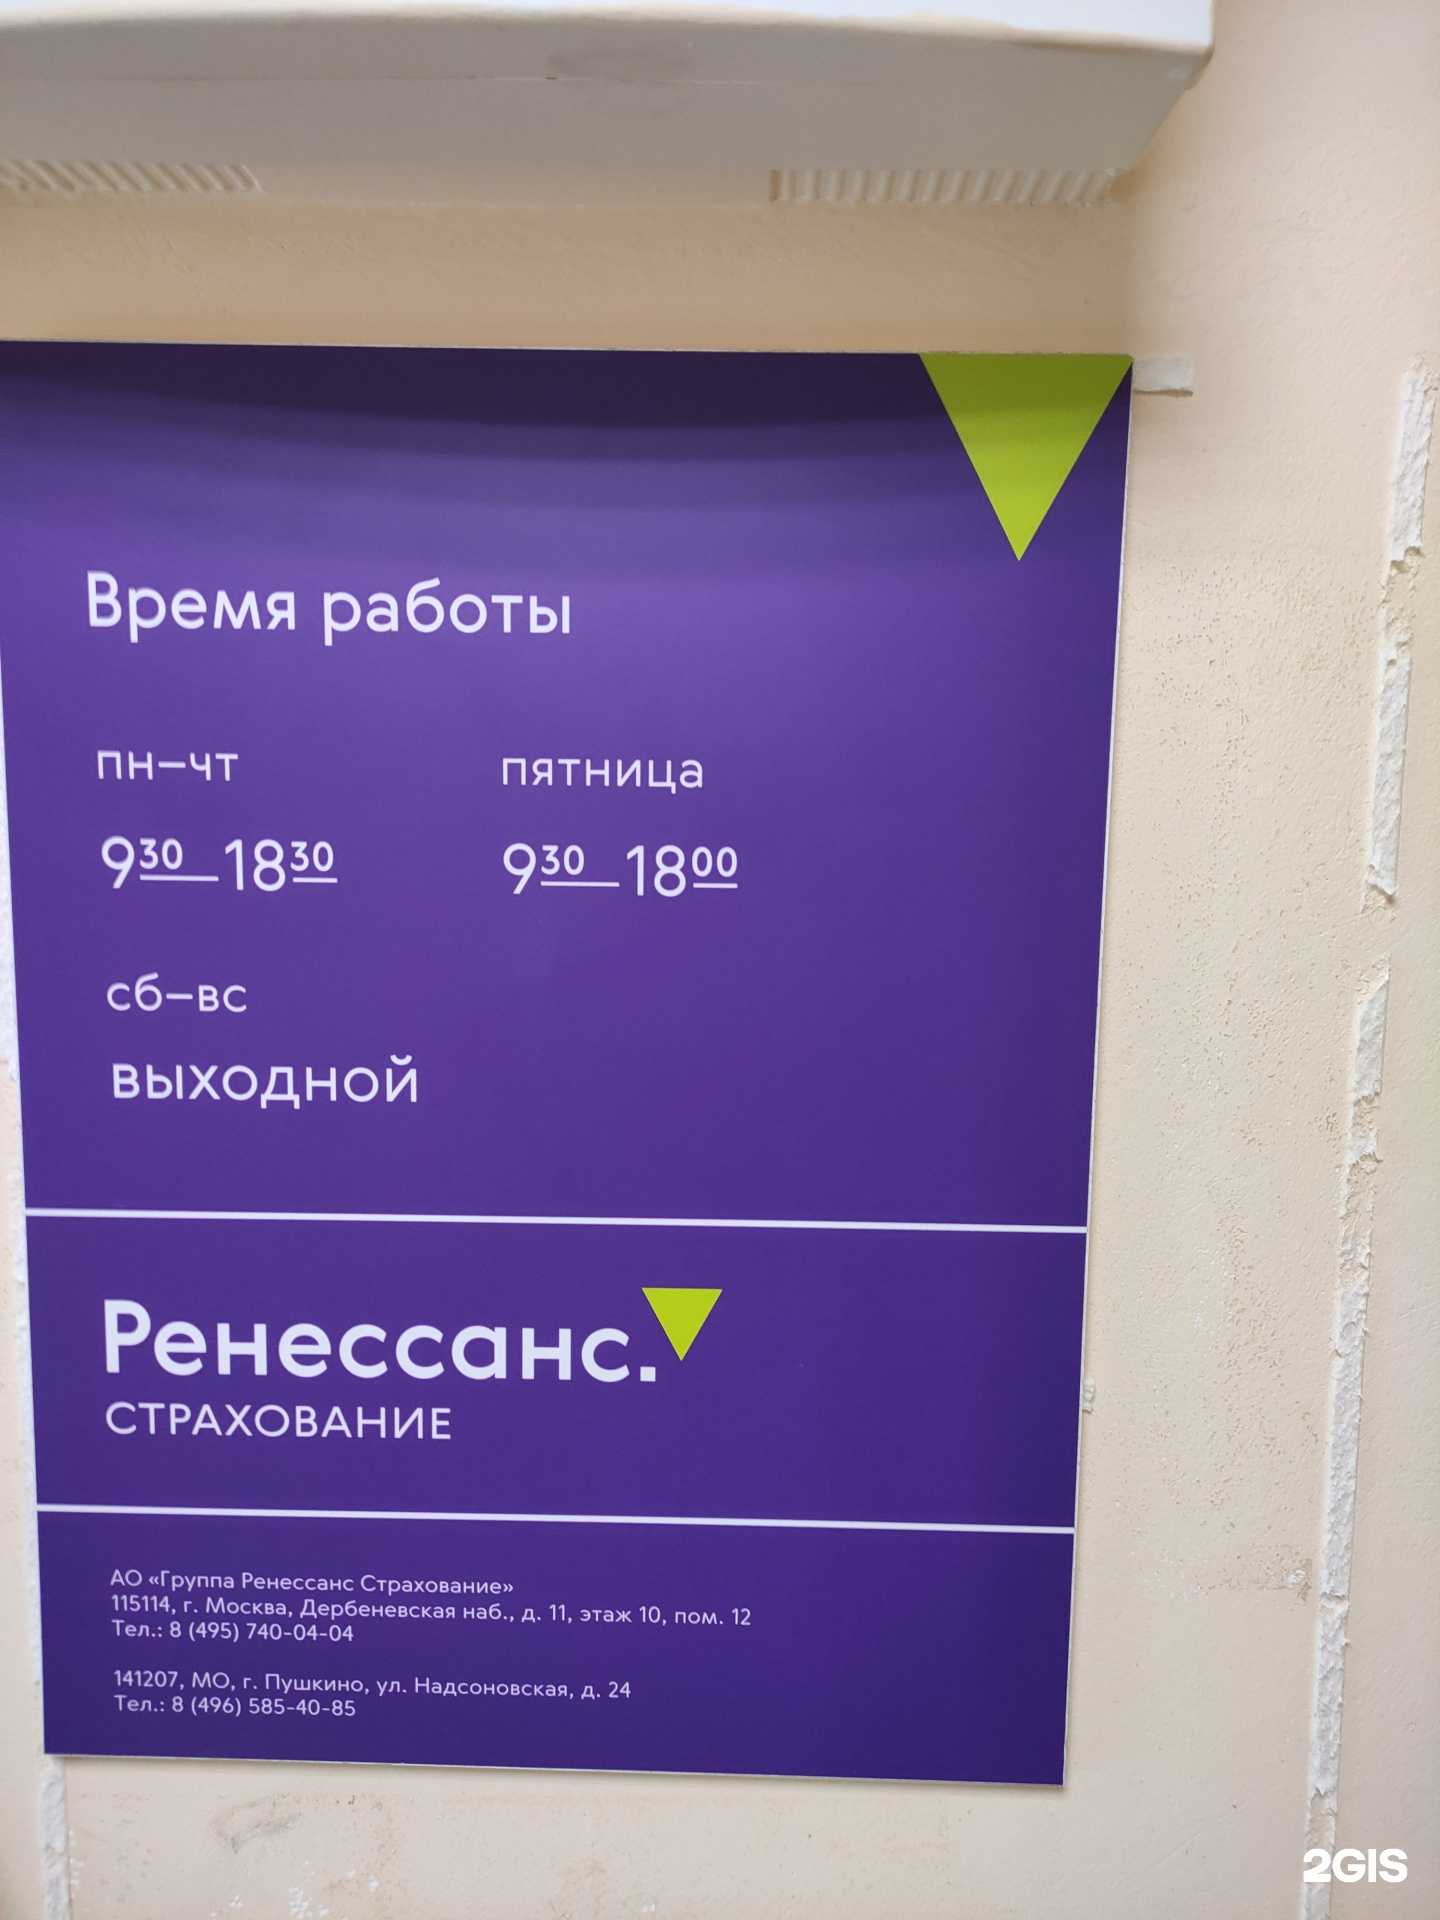 Время работы
пн–чт пятница
9³⁰–18³⁰ 9³⁰–18⁰⁰
сб–вс
выходной
Ренессанс.
СТРАХОВАНИЕ
АО «Группа Ренессанс Страхование»
115114, г. Москва, Дербеневская наб., д. 11, этаж 10, пом. 12
Тел.: 8 (495) 740-04-04
141207, МО, г. Пушкино, ул. Надсоновская, д. 24
Тел.: 8 (496) 585-40-85
2GIS